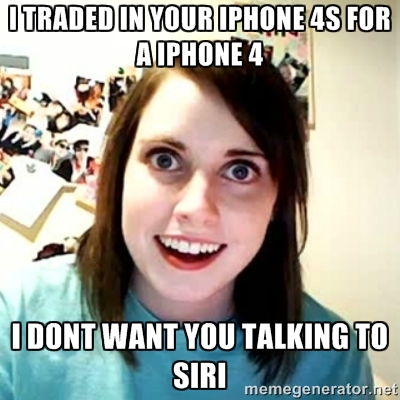 I TRADED IN YOUR IPHONE 4S FOR
A IPHONE 4
I DONT WANT YOU TALKING TO
SIRI
memegenerator.net